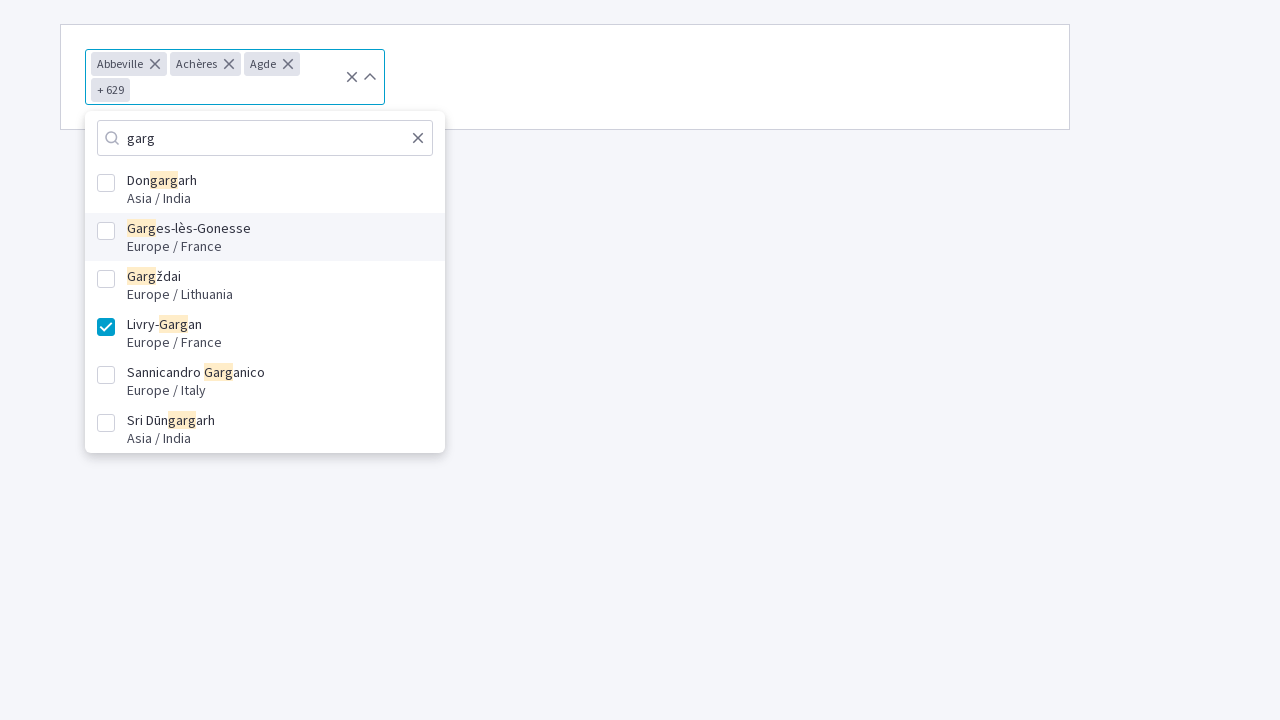 Abbeville Achères Agde
+ 629
garg
Dongargarh
Asia / India
Garges-lès-Gonesse
Europe / France
Gargždai
Europe / Lithuania
Livry-Gargan
Europe / France
Sannicandro Garganico
Europe / Italy
Sri Dūngargarh
Asia / India